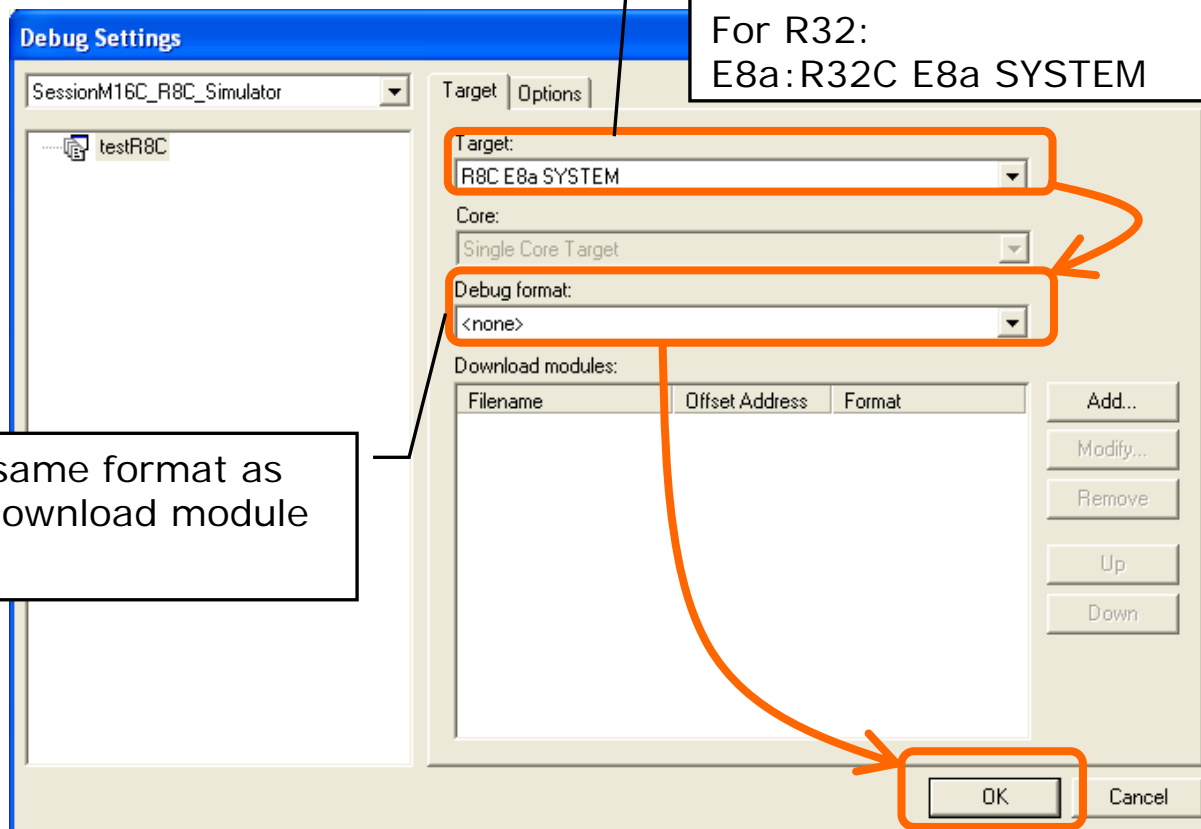 Debug Settings
For R32:
E8a:R32C E8a SYSTEM
SessionM16C_R8C_Simulator
testR8C
Target
Options
Target:
R8C E8a SYSTEM
Core:
Single Core Target
Debug format:
<none>
Download modules:
Filename
Offset Address
Format
Add...
Modify...
Remove
Up
Down
same format as
ownload module
OK
Cancel